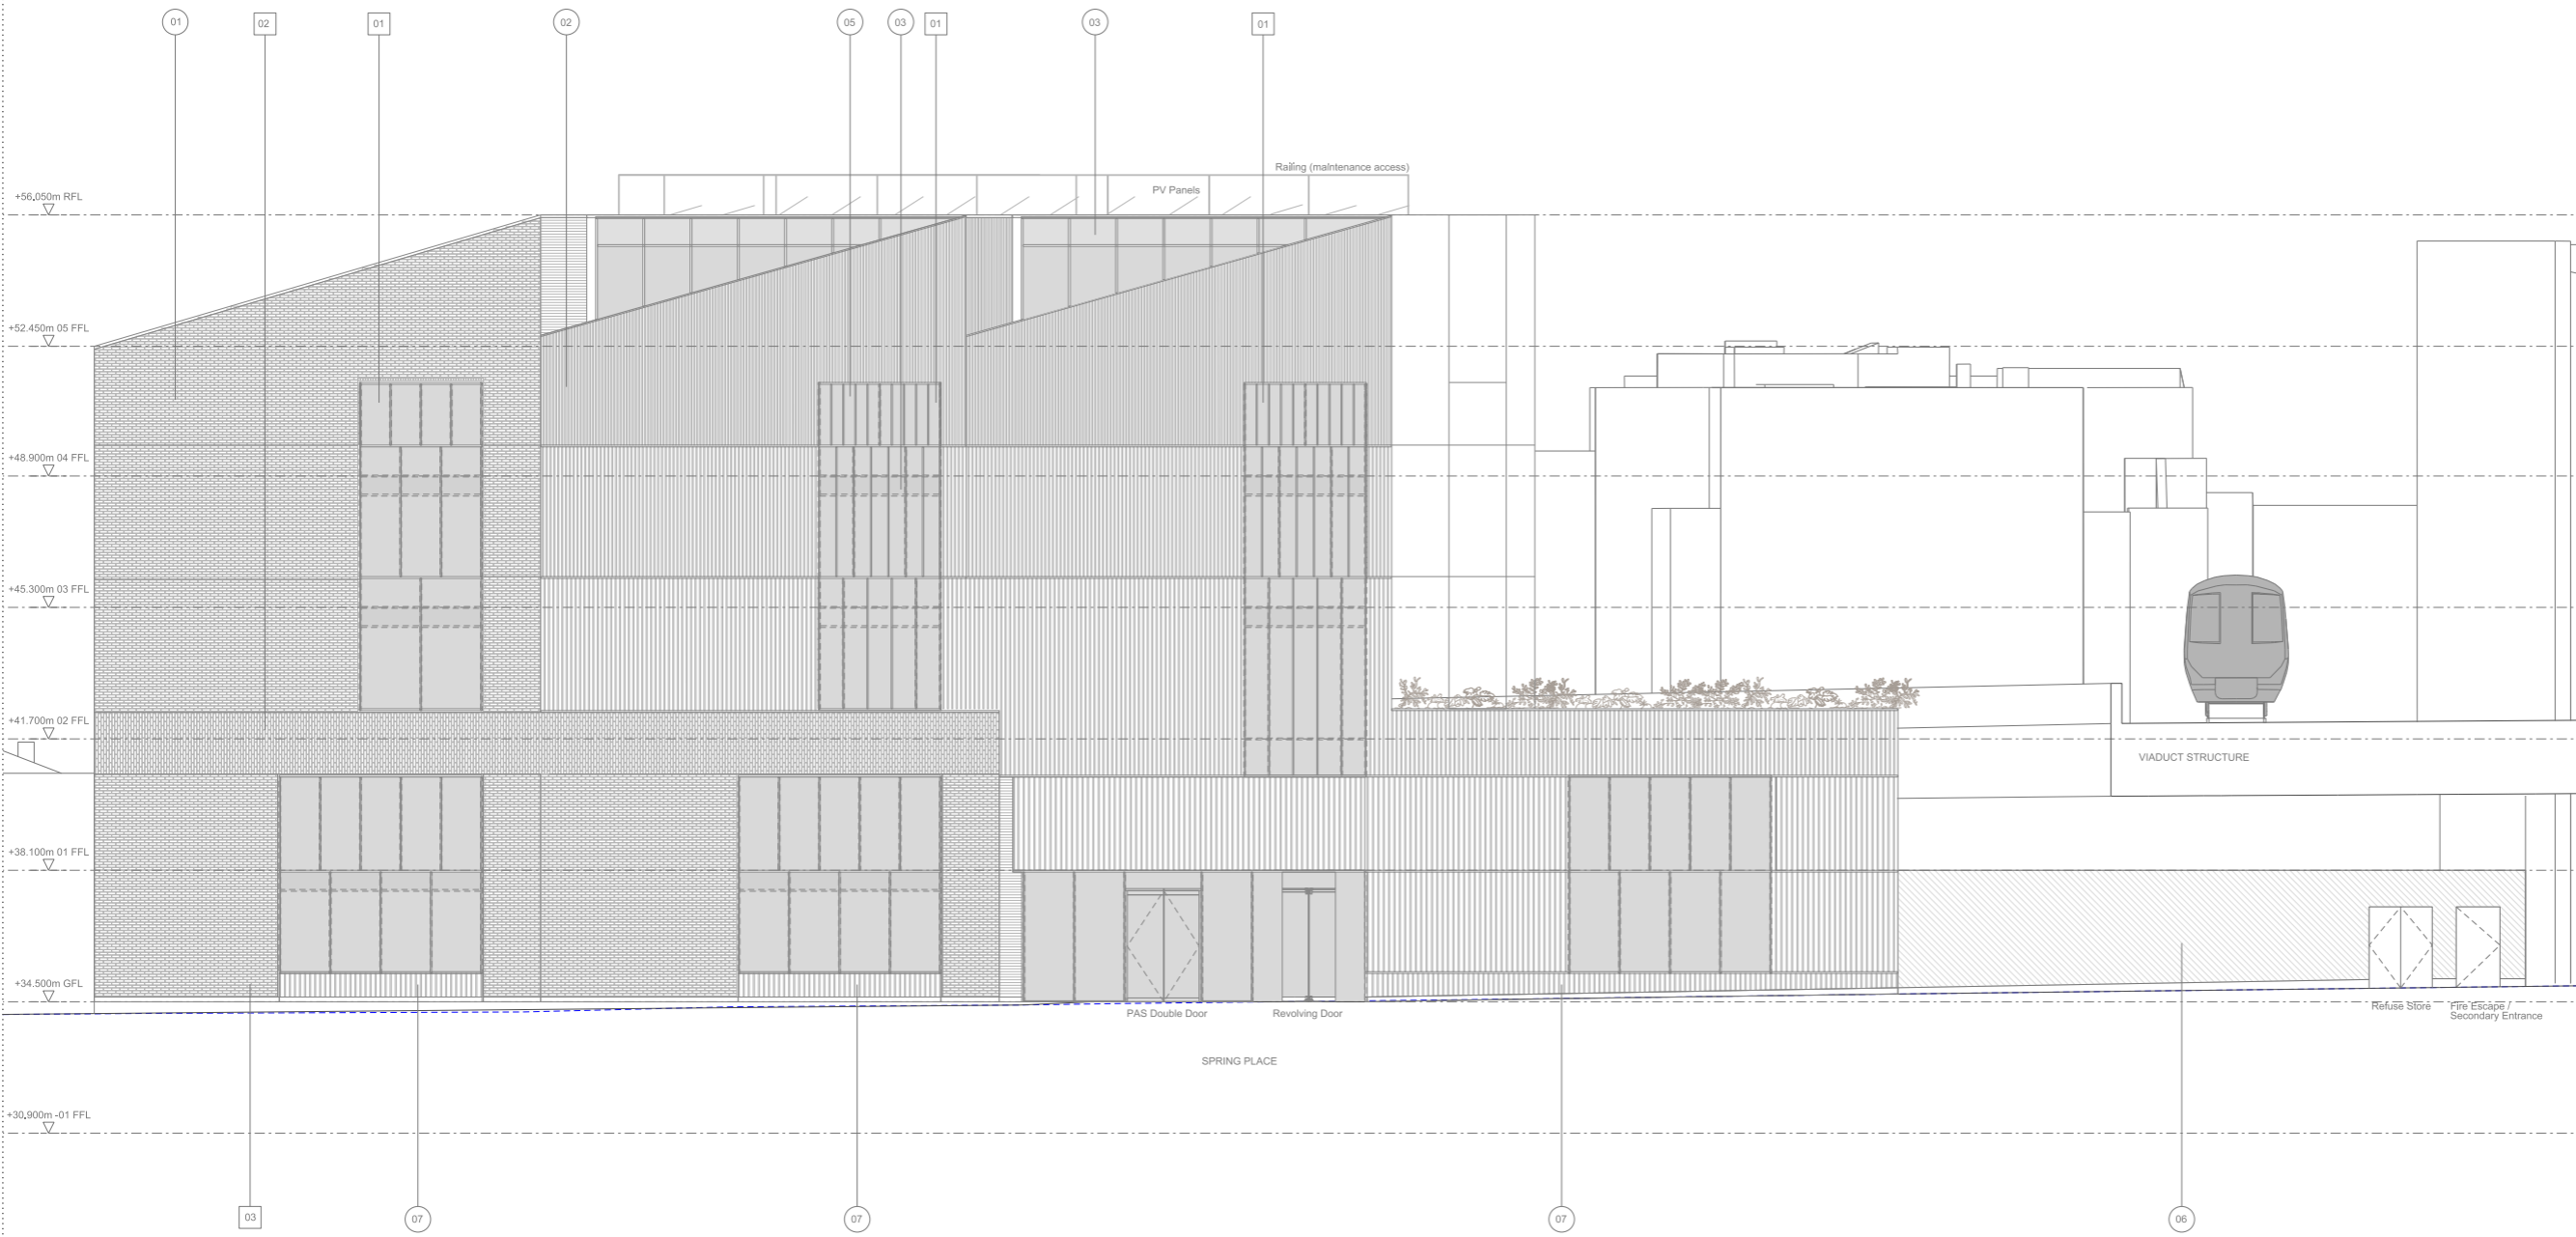 01
02
01
02
05
03
01
03
01
Railing (maintenance access)
PV Panels
+56.050m RFL
+52.450m 05 FFL
+48.900m 04 FFL
+45.300m 03 FFL
+41.700m 02 FFL
VIADUCT STRUCTURE
+38.100m 01 FFL
+34.500m GFL
PAS Double Door
Revolving Door
Refuse Store
Fire Escape /
Secondary Entrance
SPRING PLACE
+30.900m -01 FFL
03
07
07
07
06